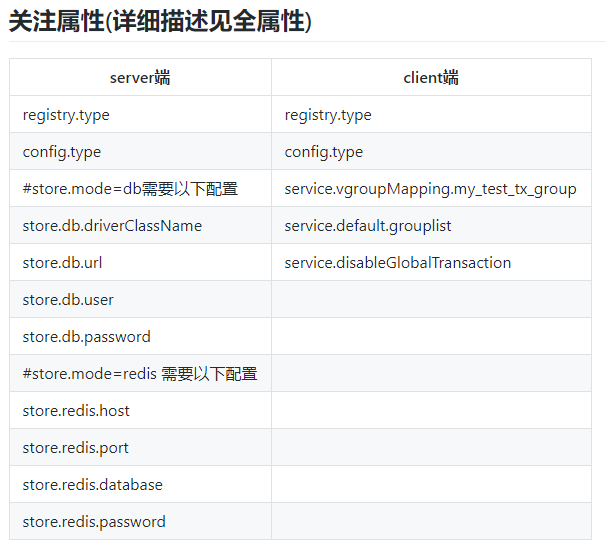 关注属性(详细描述见全属性)
server端 client端
registry.type registry.type
config.type config.type
#store.mode=db需要以下配置 service.vgroupMapping.my_test_tx_group
store.db.driverClassName service.default.grouplist
store.db.url service.disableGlobalTransaction
store.db.user
store.db.password
#store.mode=redis 需要以下配置
store.redis.host
store.redis.port
store.redis.database
store.redis.password